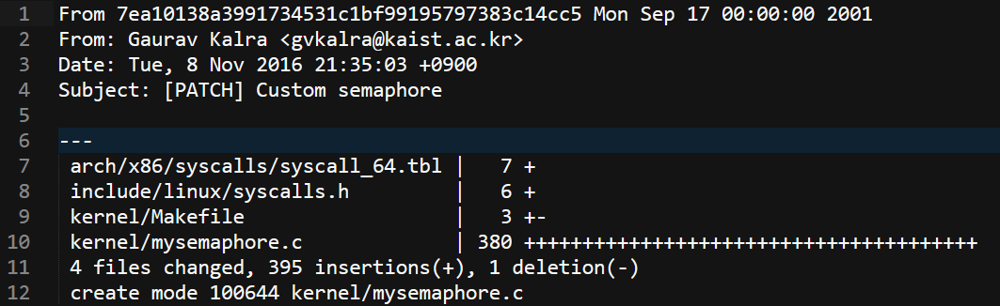 1 From 7ea10138a3991734531c1bf99195797383c14cc5 Mon Sep 17 00:00:00 2001
2 From: Gaurav Kalra <gvkalra@kaist.ac.kr>
3 Date: Tue, 8 Nov 2016 21:35:03 +0900
4 Subject: [PATCH] Custom semaphore
5
6 ---
7  arch/x86/syscalls/syscall_64.tbl |   7 +
8  include/linux/syscalls.h         |   6 +
9  kernel/Makefile                  |   3 +-
10  kernel/mysemaphore.c             | 380 +++++++++++++++++++++++++++++++++++++++
11  4 files changed, 395 insertions(+), 1 deletion(-)
12  create mode 100644 kernel/mysemaphore.c